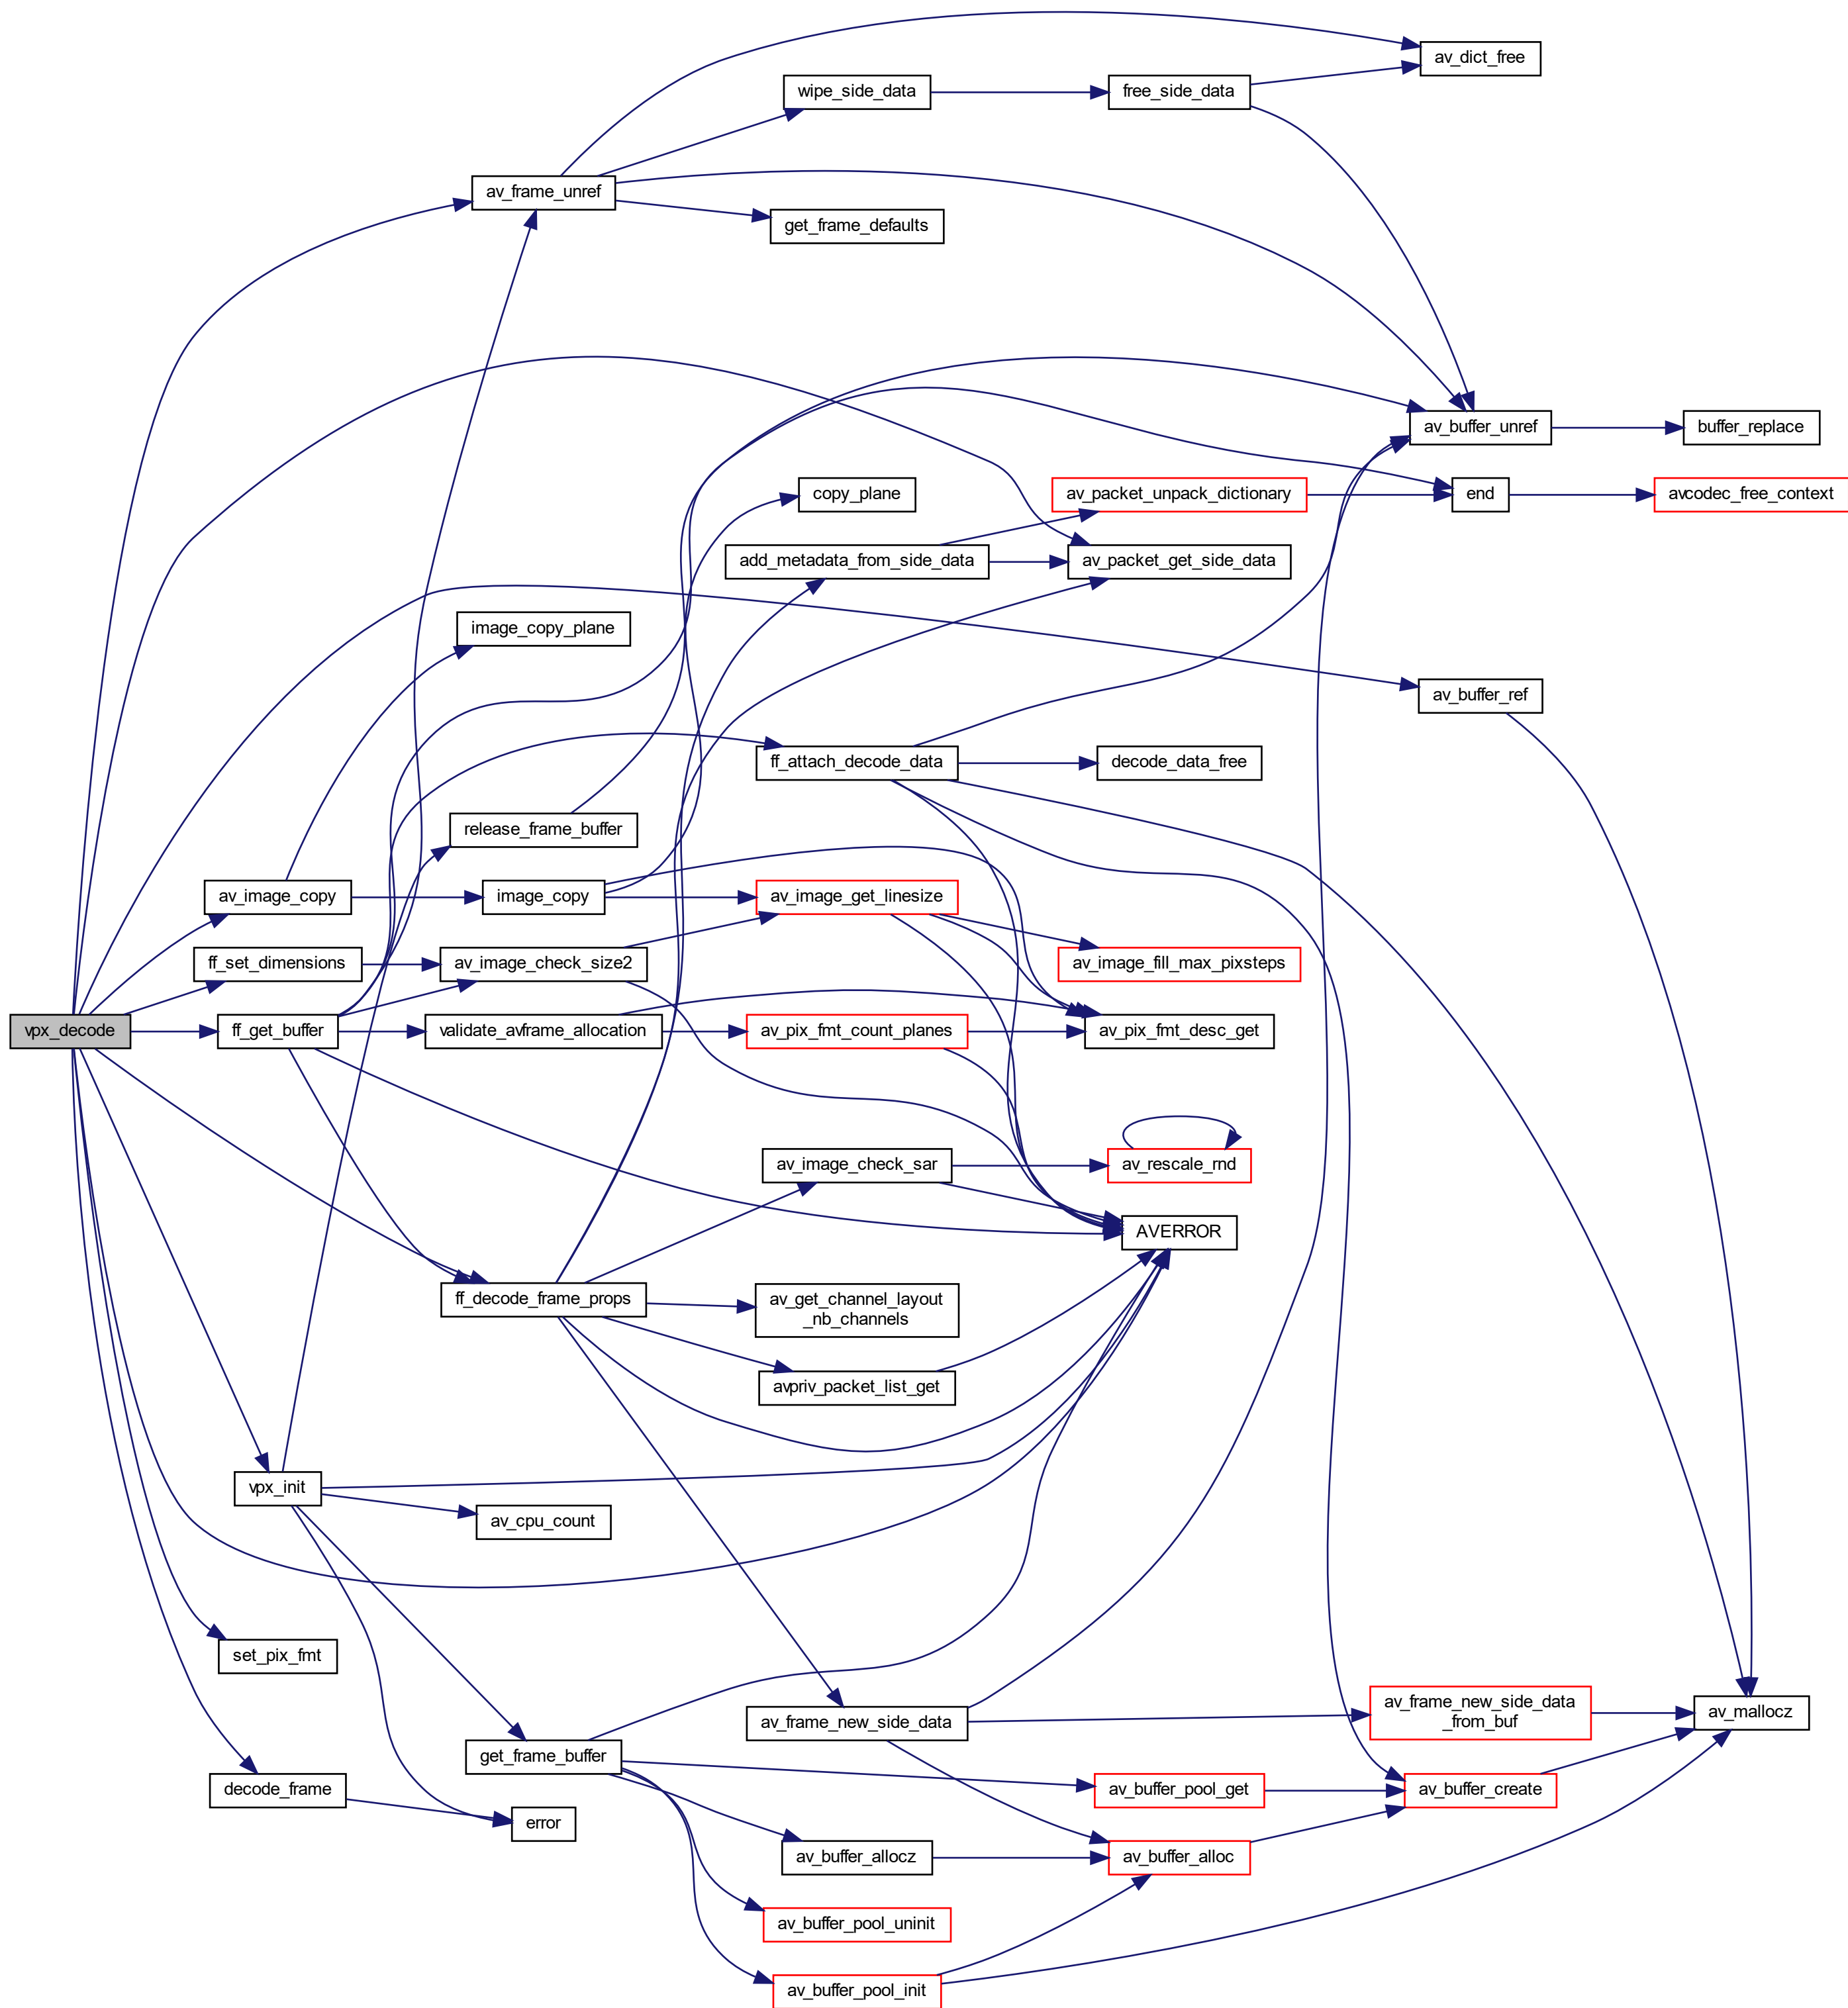 av_dict_free
wipe_side_data
free_side_data
av_frame_unref
get_frame_defaults
av_buffer_unref
buffer_replace
copy_plane
av_packet_unpack_dictionary
end
avcodec_free_context
add_metadata_from_side_data
av_packet_get_side_data
image_copy_plane
av_buffer_ref
ff_attach_decode_data
decode_data_free
release_frame_buffer
av_image_copy
image_copy
av_image_get_linesize
ff_set_dimensions
av_image_check_size2
av_image_fill_max_pixsteps
vpx_decode
ff_get_buffer
validate_avframe_allocation
av_pix_fmt_count_planes
av_pix_fmt_desc_get
av_image_check_sar
av_rescale_rnd
AVERROR
ff_decode_frame_props
av_get_channel_layout
_nb_channels
avpriv_packet_list_get
vpx_init
av_cpu_count
set_pix_fmt
av_frame_new_side_data
av_frame_new_side_data
_from_buf
av_mallocz
get_frame_buffer
decode_frame
av_buffer_pool_get
av_buffer_create
error
av_buffer_allocz
av_buffer_alloc
av_buffer_pool_uninit
av_buffer_pool_init